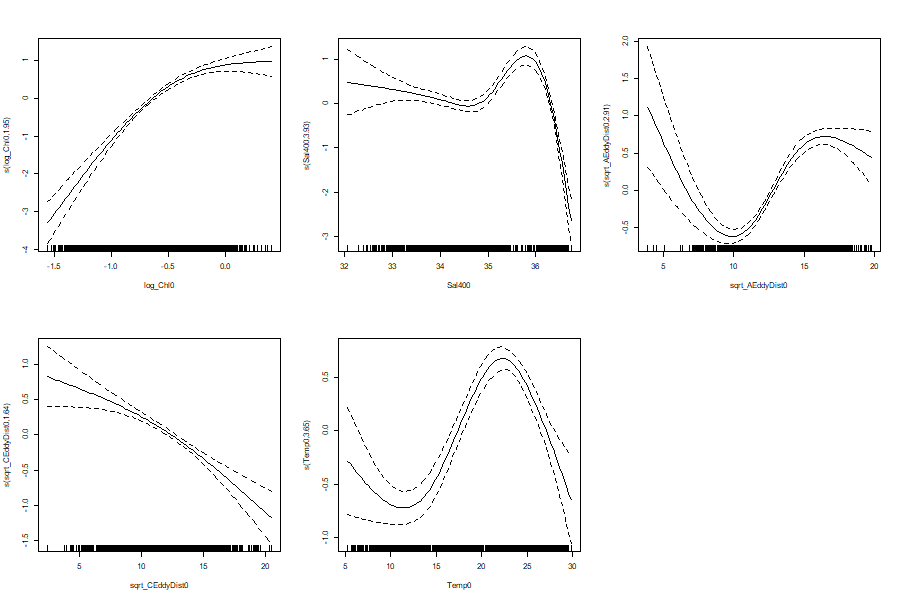 s(log_Chl0,1.95)
1
0
-1
-2
-3
-4
-1.5 -1.0 -0.5 0.0
log_Chl0
s(Sal400,3.93)
1
0
-1
-2
-3
32 33 34 35 36
Sal400
s(sqrt_AEddyDist0,2.91)
2.0
1.5
1.0
0.5
0.0
-0.5
5 10 15 20
sqrt_AEddyDist0
s(sqrt_CEddyDist0,1.64)
1.0
0.5
0.0
-0.5
-1.0
-1.5
5 10 15 20
sqrt_CEddyDist0
s(Temp0,3.65)
0.5
0.0
-0.5
-1.0
5 10 15 20 25 30
Temp0